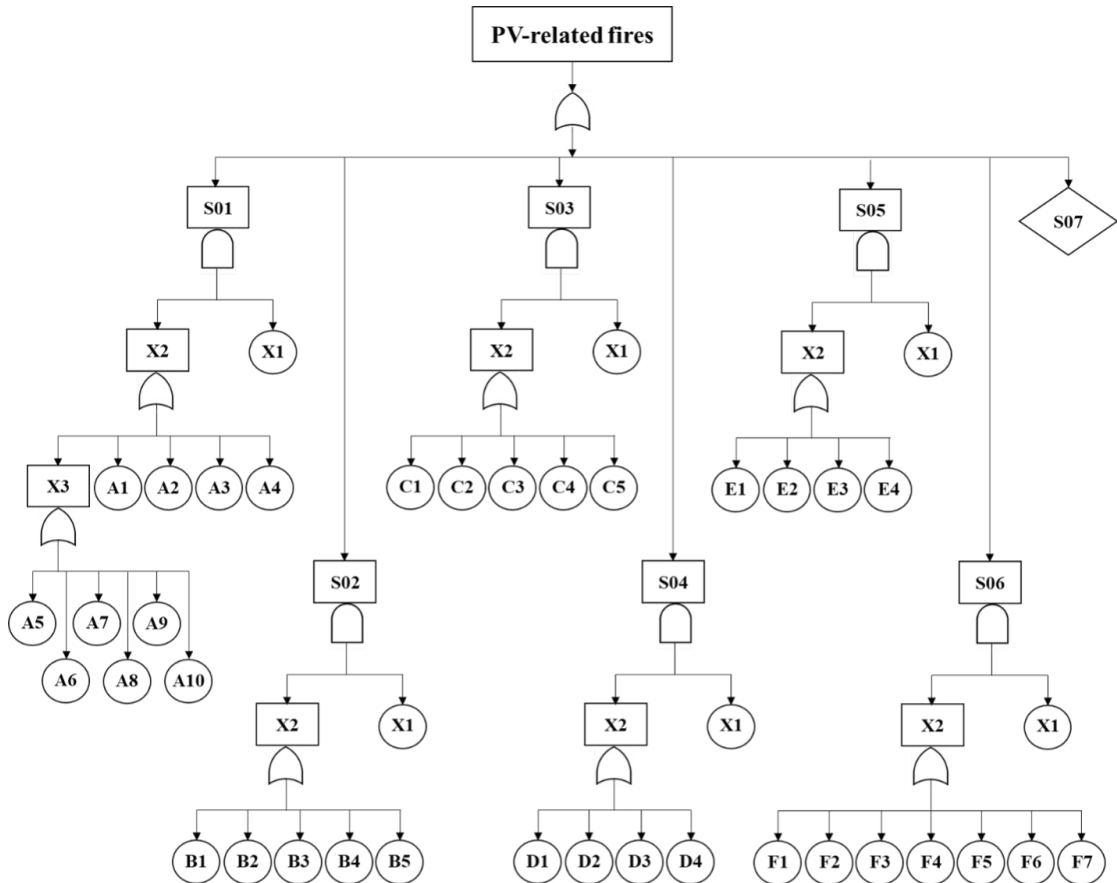 PV-related fires
S01
S03
S05
S07
X2
X1
X2
X1
X2
X1
X3
A1
A2
A3
A4
C1
C2
C3
C4
C5
E1
E2
E3
E4
S02
S04
S06
A5
A7
A9
A6
A8
A10
X2
X1
X2
X1
X2
X1
B1
B2
B3
B4
B5
D1
D2
D3
D4
F1
F2
F3
F4
F5
F6
F7